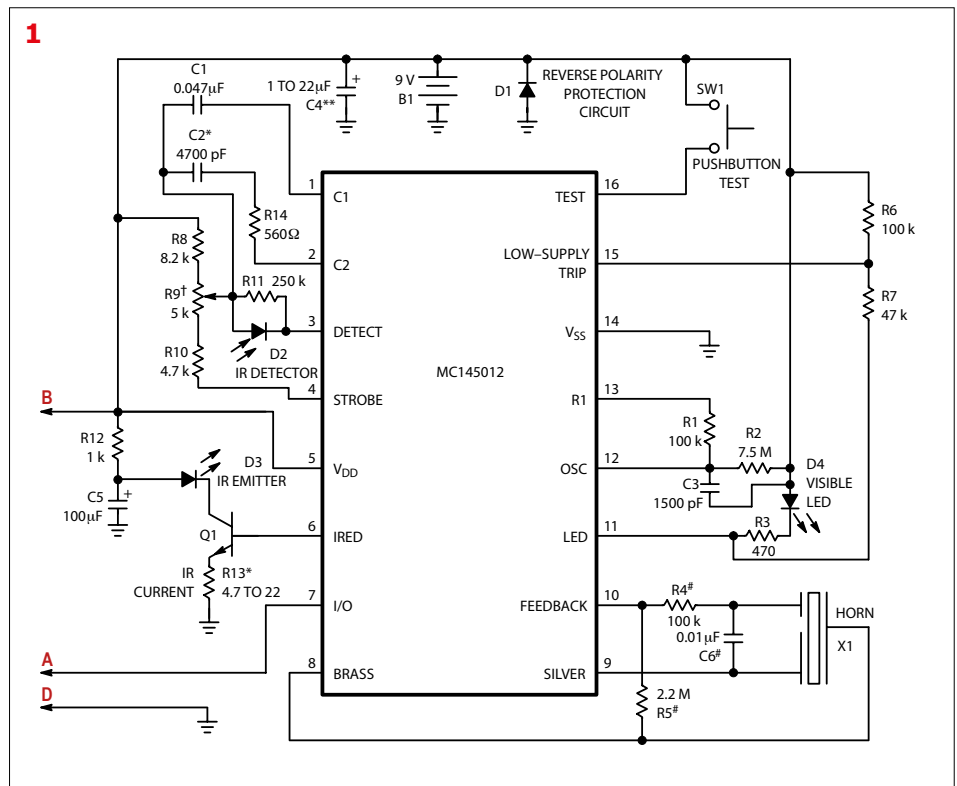 1
C1
0.047μF
1 TO 22μF
+
C4**
9 V
B1
D1
REVERSE POLARITY
PROTECTION
CIRCUIT
SW1
PUSHBUTTON
TEST
C2*
4700 pF
R14
560Ω
R8
8.2 k
R9†
5 k
R10
4.7 k
R11 250 k
D2
IR DETECTOR
1
C1
2
C2
3
DETECT
4
STROBE
5
VDD
6
IRED
7
I/O
8
BRASS
MC145012
16
TEST
15
LOW–SUPPLY
TRIP
14
VSS
13
R1
12
OSC
11
LED
10
FEEDBACK
9
SILVER
R6
100 k
R7
47 k
R1
100 k
R2
7.5 M
C3
1500 pF
D4
VISIBLE
LED
R3
470
B
R12
1 k
D3
IR EMITTER
C5
+
100μF
Q1
IR
CURRENT
R13*
4.7 TO 22
A
D
R4#
100 k
0.01μF
C6#
HORN
X1
2.2 M
R5#